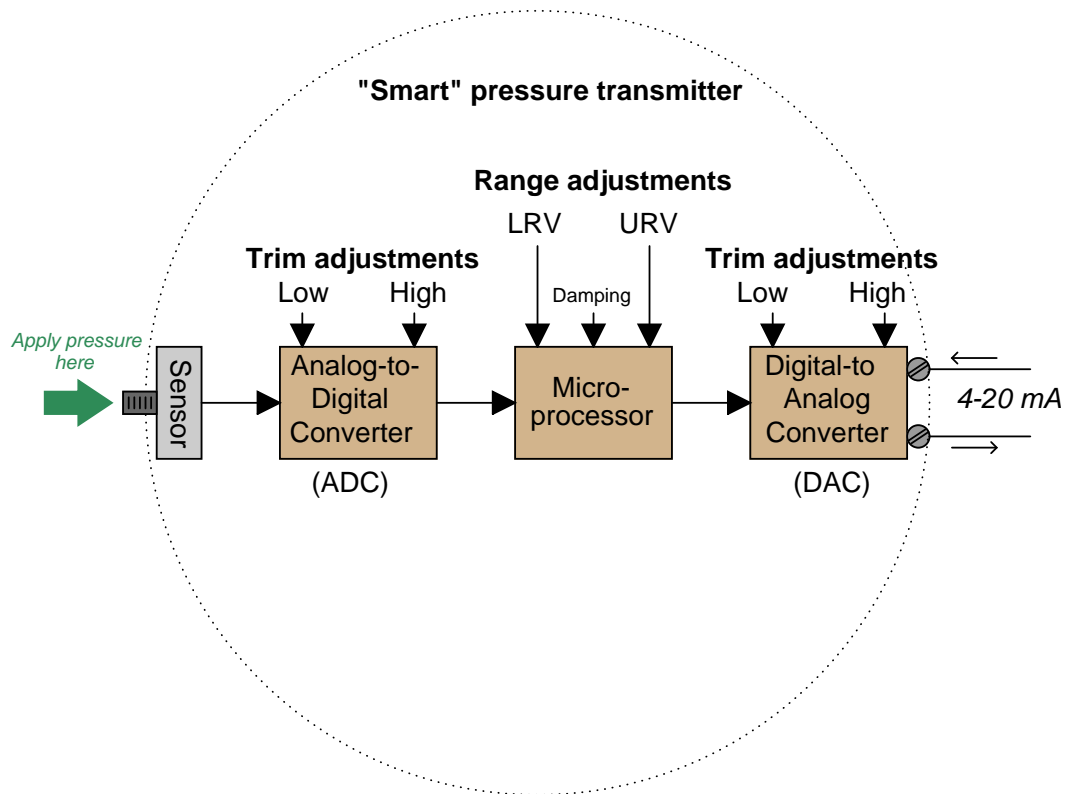 "Smart" pressure transmitter
Range adjustments
LRV URV
Trim adjustments
Low High
Damping
Trim adjustments
Low High
Apply pressure
here
Sensor
Analog-to-
Digital
Converter
(ADC)
Micro-
processor
Digital-to
Analog
Converter
(DAC)
4-20 mA